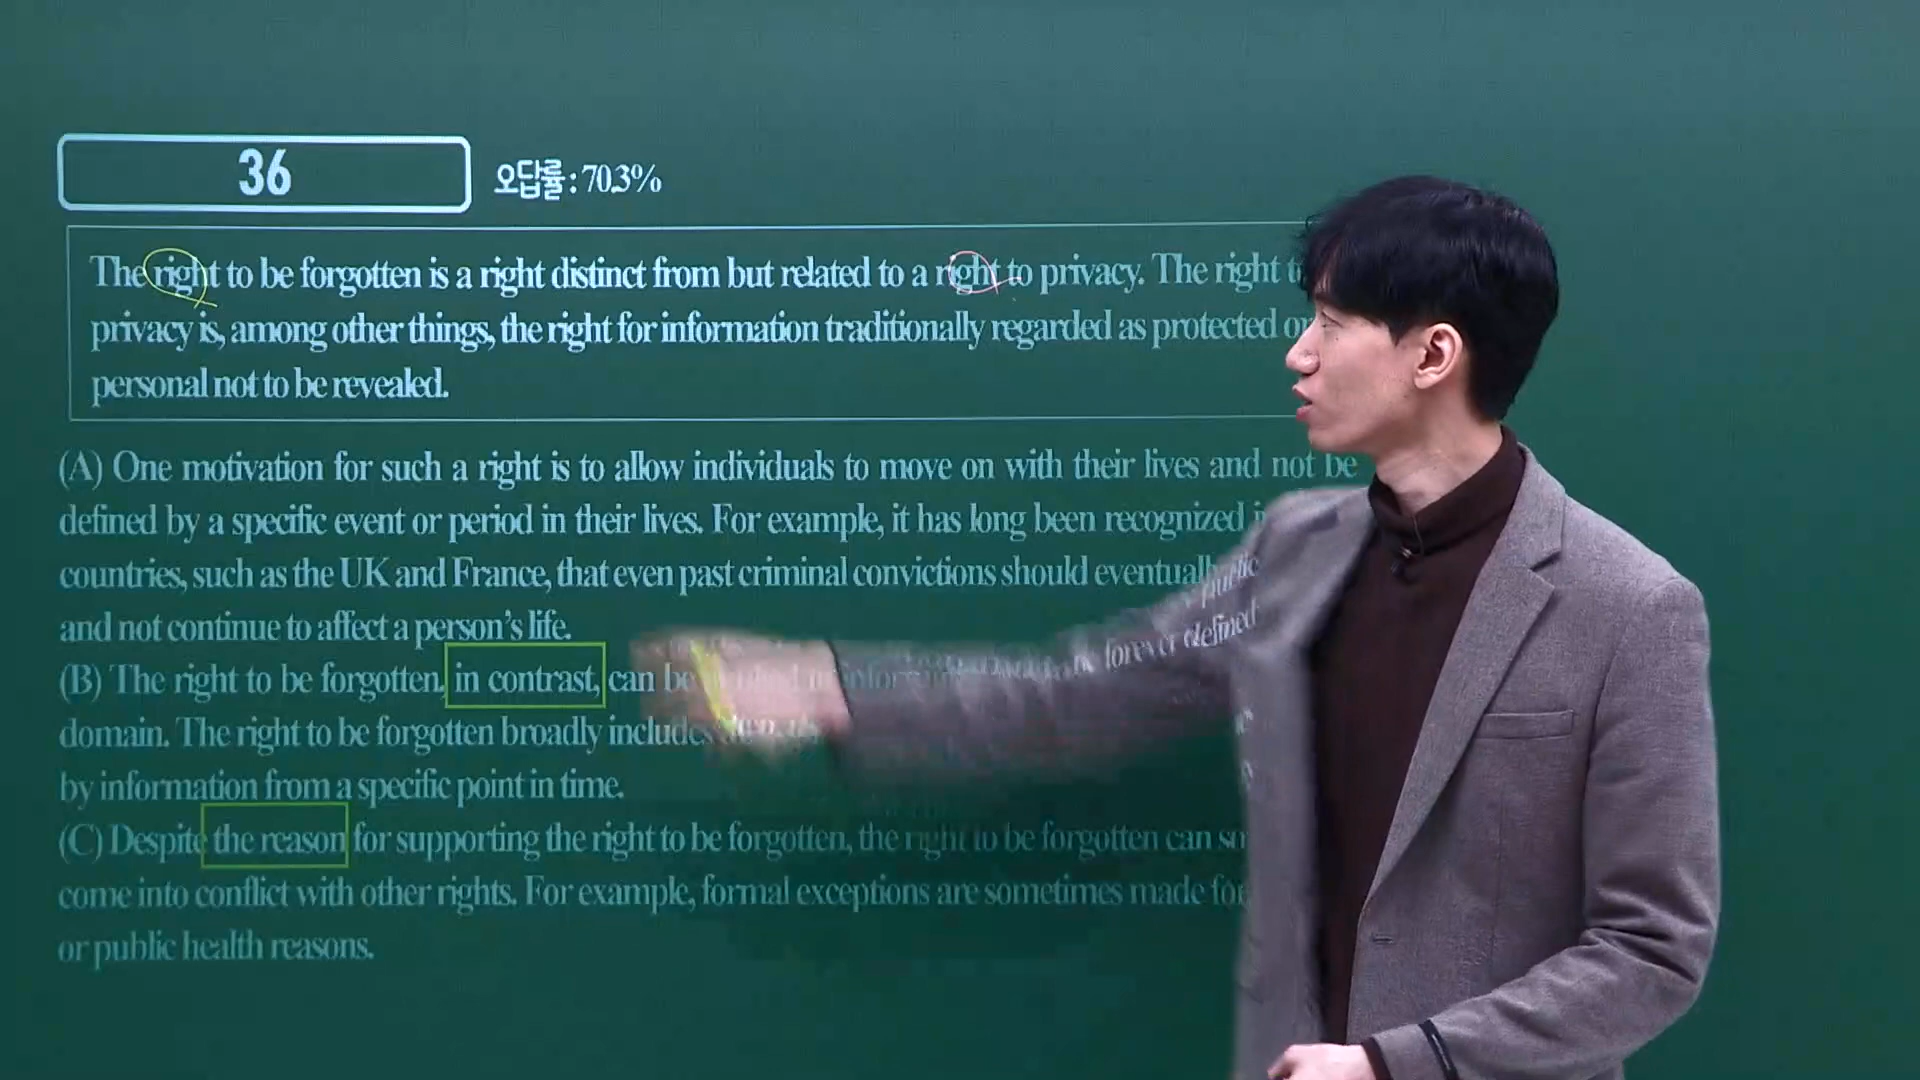 36
오답률 : 70.3%
The right to be forgotten is a right distinct from but related to a right to privacy. The right
privacy is, among other things, the right for information traditionally regarded as protected or
personal not to be revealed.
(A) One motivation for such a right is to allow individuals to move on with their lives and not be
defined by a specific event or period in their lives. For example, it has long been recognized
countries, such as the UK and France, that even past criminal convictions should eventually
and not continue to affect a person's life.
(B) The right to be forgotten, in contrast, can be public
domain. The right to be forgotten broadly includes forever defined
by information from a specific point in time.
(C) Despite the reason for supporting the right to be forgotten, the right to be forgotten can
come into conflict with other rights. For example, formal exceptions are sometimes made for
or public health reasons.